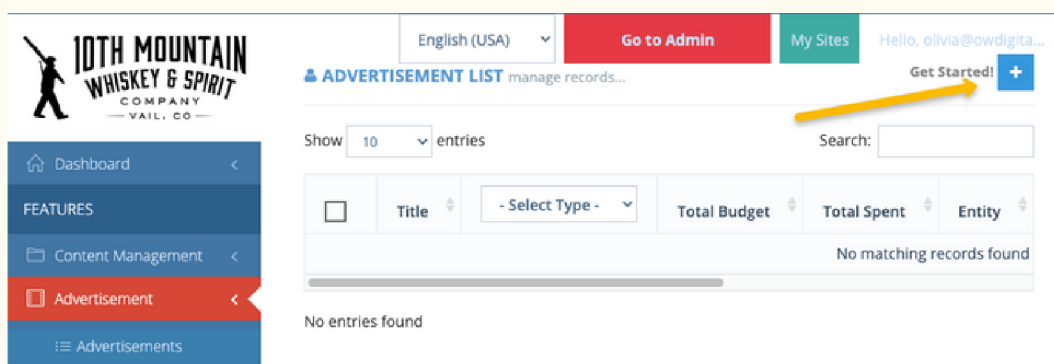 10TH MOUNTAIN
WHISKEY & SPIRIT
COMPANY
VAIL, CO
English (USA)
Go to Admin
My Sites
Hello, olivia@owdigita...
ADVERTISEMENT LIST manage records...
Get Started! +
Show 10 entries
Search:
Dashboard
FEATURES
Content Management
Advertisement
Advertisements
Title
- Select Type -
Total Budget
Total Spent
Entity
No matching records found
No entries found